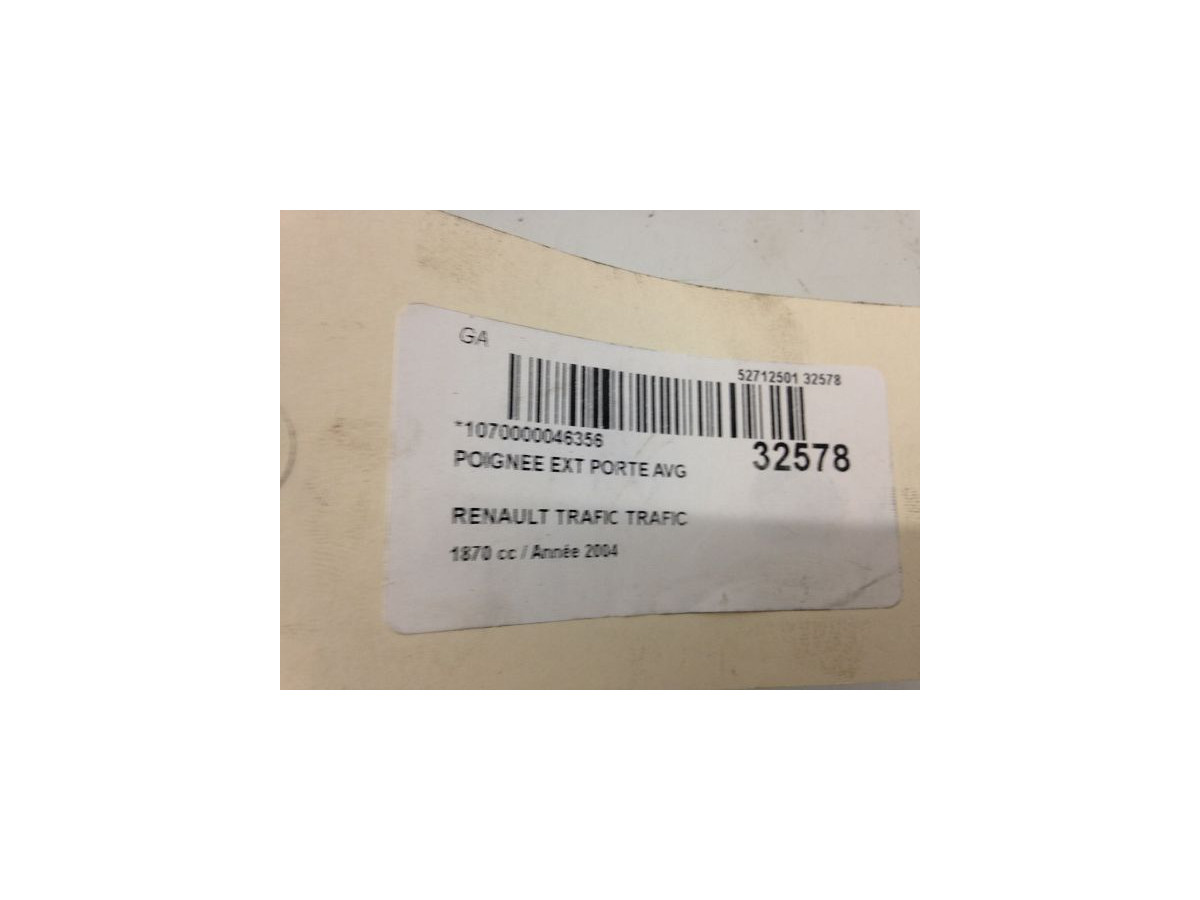 GA
52712501 32578
*1070000046356
32578
POIGNEE EXT PORTE AVG
RENAULT TRAFIC TRAFIC
1870 cc / Année 2004